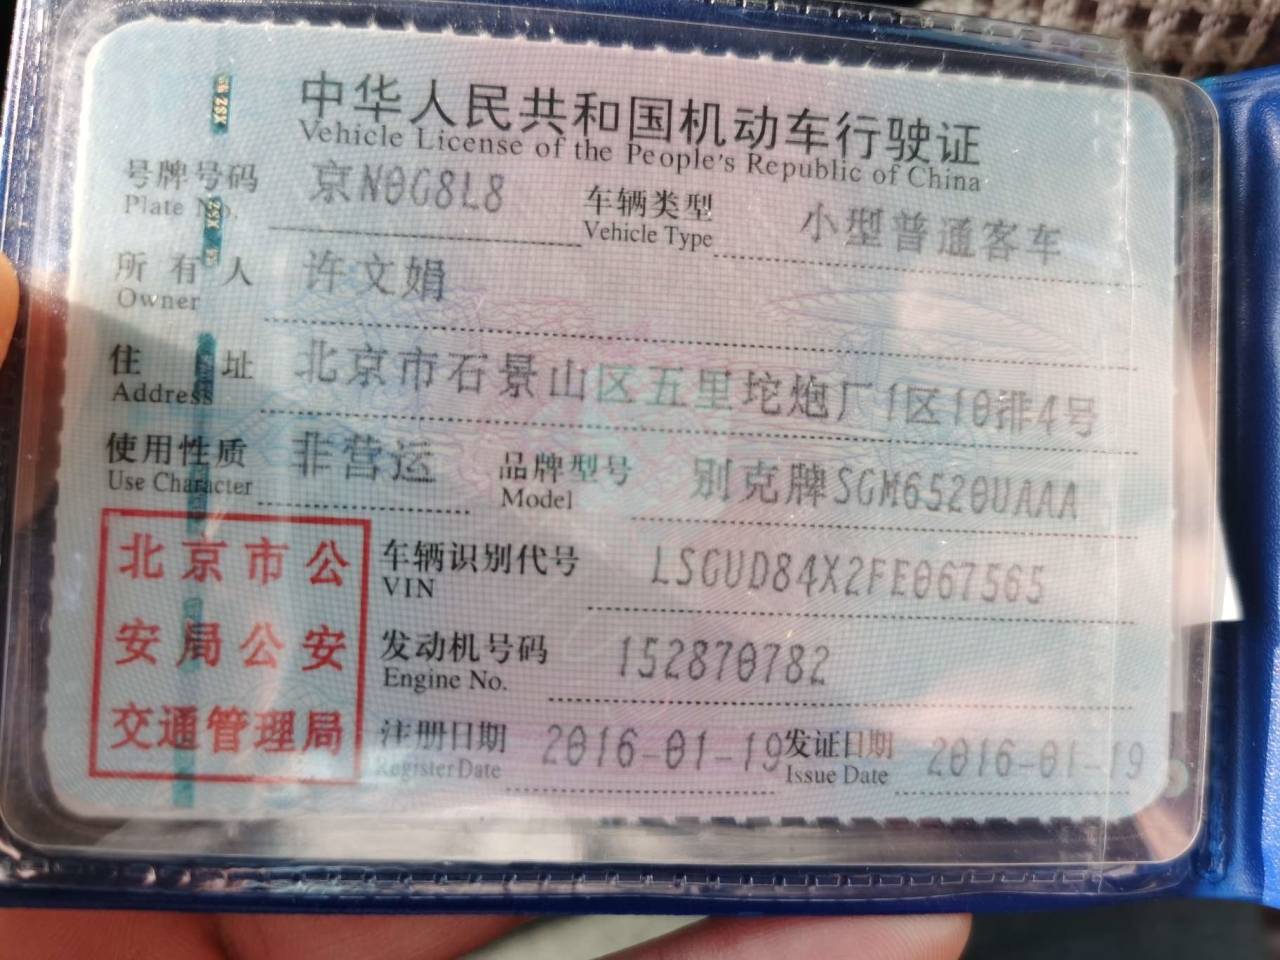 中华人民共和国机动车行驶证
Vehicle License of the People's Republic of China
号牌号码 京N0G8L8 车辆类型 小型普通客车
Plate No. Vehicle Type
所有人 许文娟
Owner
住址 北京市石景山区五里坨炮厂1区10排4号
Address
使用性质 非营运 品牌型号 别克牌SGM6520UAAA
Use Character Model
北京市公
安局公安
交通管理局
车辆识别代号 LSGUD84X2FE067565
VIN
发动机号码 152870782
Engine No.
注册日期 2016-01-19 发证日期 2016-01-19
Register Date Issue Date